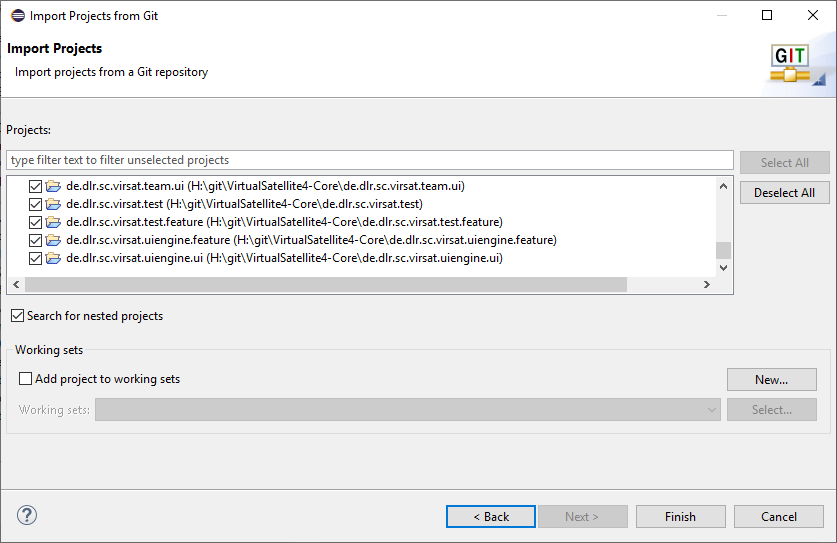 Import Projects from Git
Import Projects
Import projects from a Git repository
GIT
Projects:
type filter text to filter unselected projects
Select All
de.dlr.sc.virsat.team.ui (H:\git\VirtualSatellite4-Core\de.dlr.sc.virsat.team.ui)
Deselect All
de.dlr.sc.virsat.test (H:\git\VirtualSatellite4-Core\de.dlr.sc.virsat.test)
de.dlr.sc.virsat.test.feature (H:\git\VirtualSatellite4-Core\de.dlr.sc.virsat.test.feature)
de.dlr.sc.virsat.uiengine.feature (H:\git\VirtualSatellite4-Core\de.dlr.sc.virsat.uiengine.feature)
de.dlr.sc.virsat.uiengine.ui (H:\git\VirtualSatellite4-Core\de.dlr.sc.virsat.uiengine.ui)
Search for nested projects
Working sets
Add project to working sets
New...
Working sets:
Select...
?
< Back
Next >
Finish
Cancel